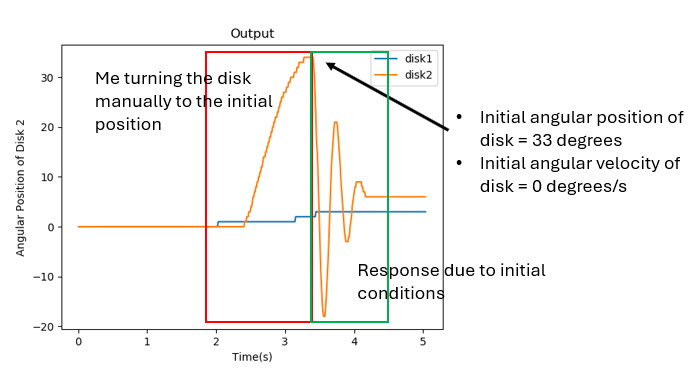 Output
disk1
disk2
Me turning the disk
manually to the initial
position
• Initial angular position of
disk = 33 degrees
• Initial angular velocity of
disk = 0 degrees/s
Response due to initial
conditions
Angular Position of Disk 2
30
20
10
0
−10
−20
0 1 2 3 4 5
Time(s)